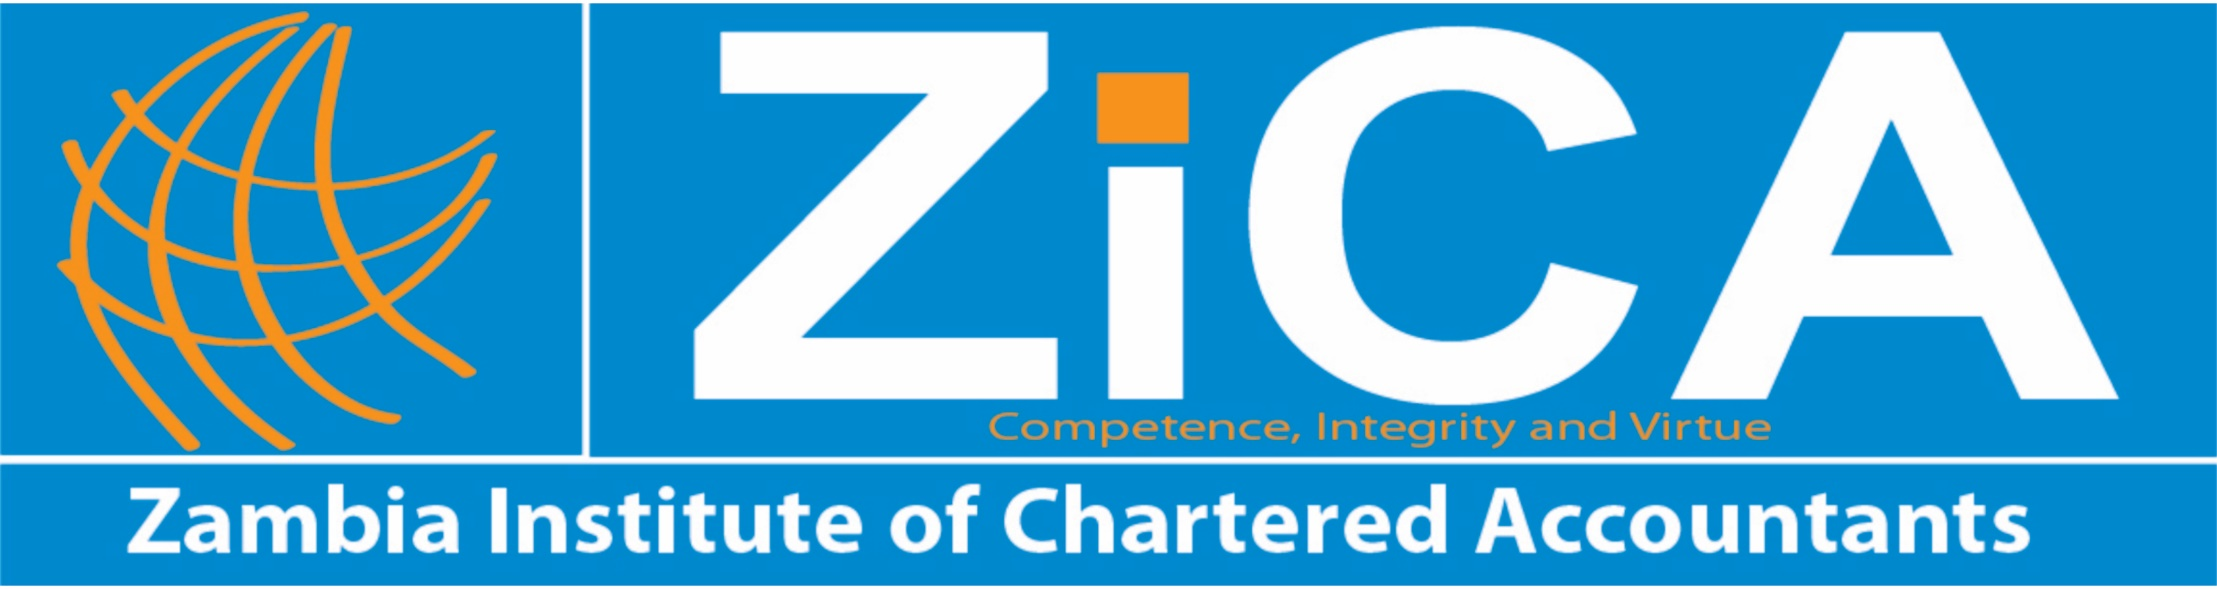 ZiCA
Competence, Integrity and Virtue
Zambia Institute of Chartered Accountants